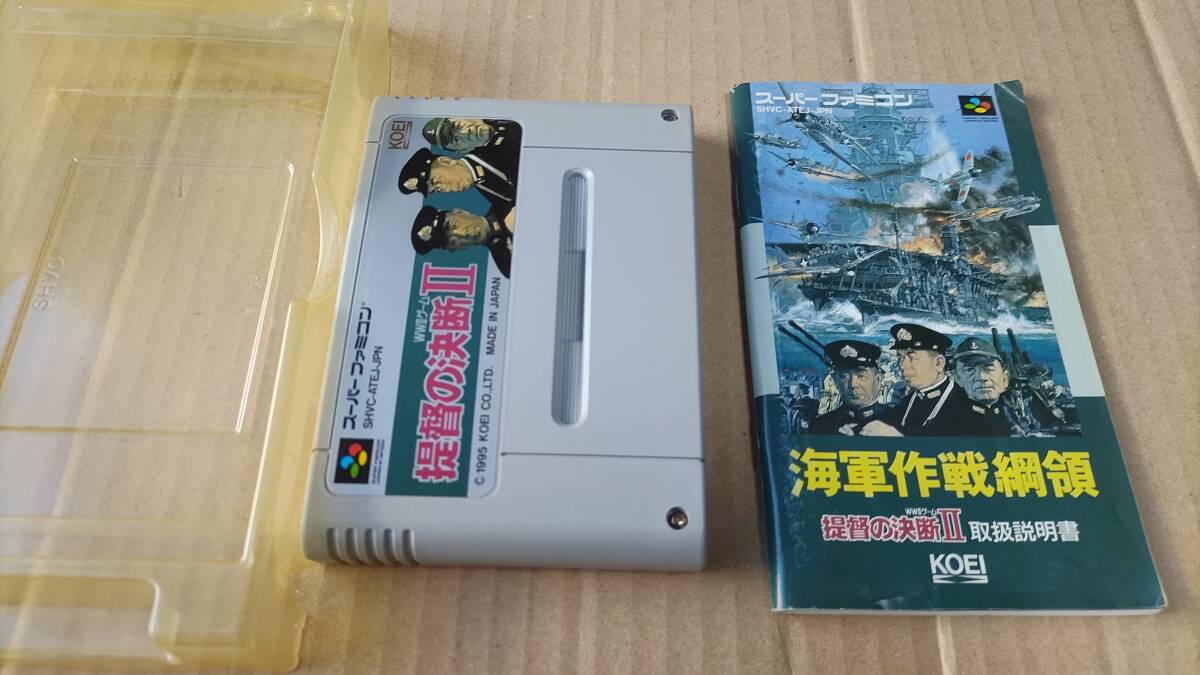 SHVC
KOEI
WWIIゲーム
提督の決断II
スーパーファミコン®
SHVC-ATEJ-JPN
©1995 KOEI CO.,LTD. MADE IN JAPAN
スーパーファミコン
SHVC-ATEJ-JPN
海軍作戦綱領
WWIIゲーム
提督の決断II 取扱説明書
KOEI